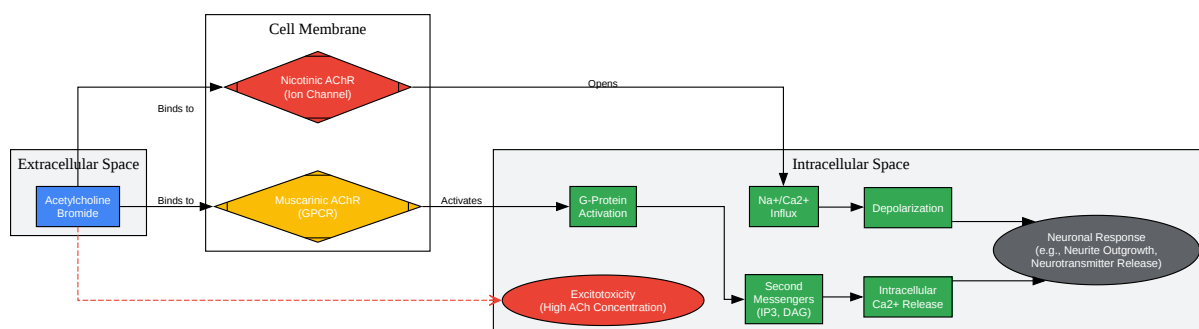 Cell Membrane
Nicotinic AChR
(Ion Channel)
Opens
Binds to
Extracellular Space
Intracellular Space
Acetylcholine
Bromide
Binds to
Muscarinic AChR
(GPCR)
Activates
G-Protein
Activation
Na+/Ca2+
Influx
Depolarization
Neuronal Response
(e.g., Neurite Outgrowth,
Neurotransmitter Release)
Excitotoxicity
(High ACh Concentration)
Second
Messengers
(IP3, DAG)
Intracellular
Ca2+ Release